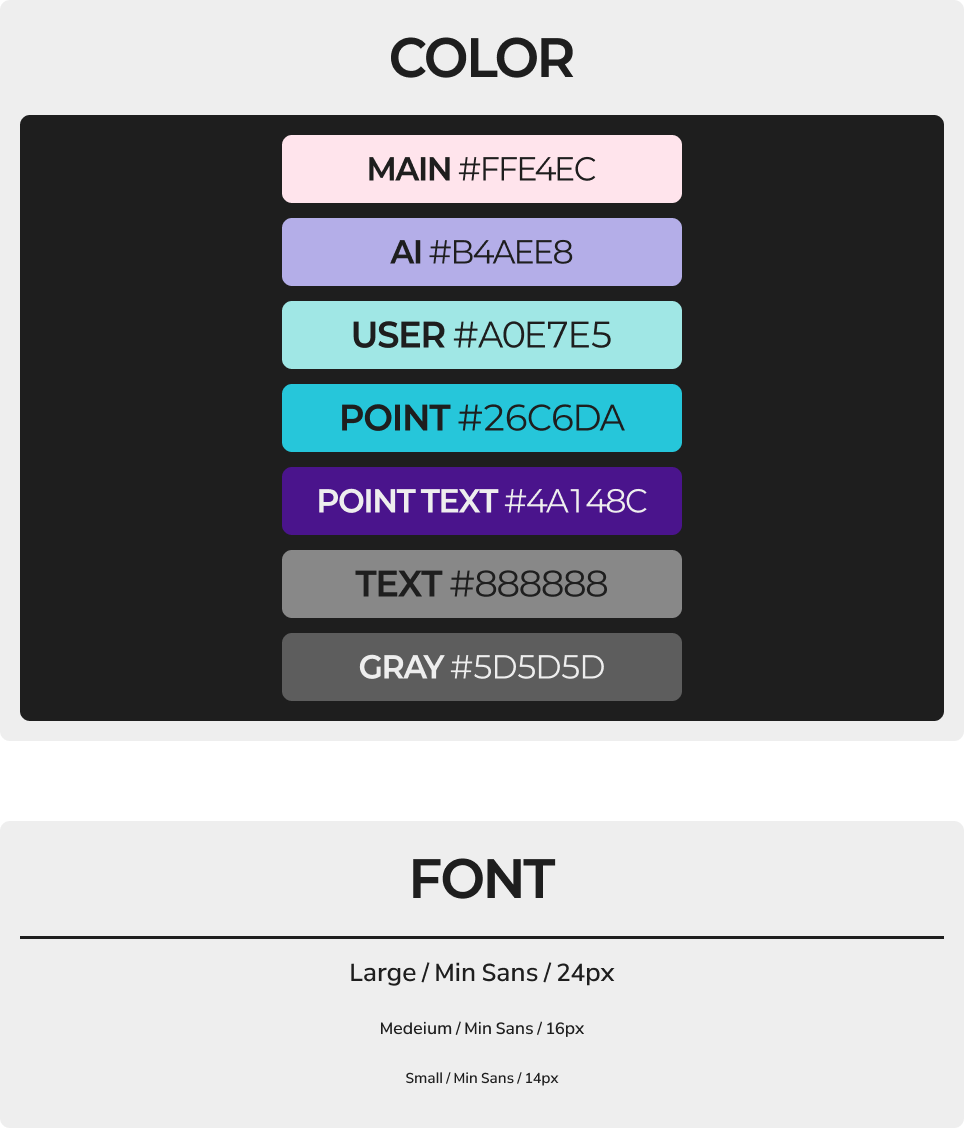 COLOR
MAIN #FFE4EC
AI #B4AEE8
USER #A0E7E5
POINT #26C6DA
POINT TEXT #4A148C
TEXT #888888
GRAY #5D5D5D
FONT
Large / Min Sans / 24px
Medeium / Min Sans / 16px
Small / Min Sans / 14px